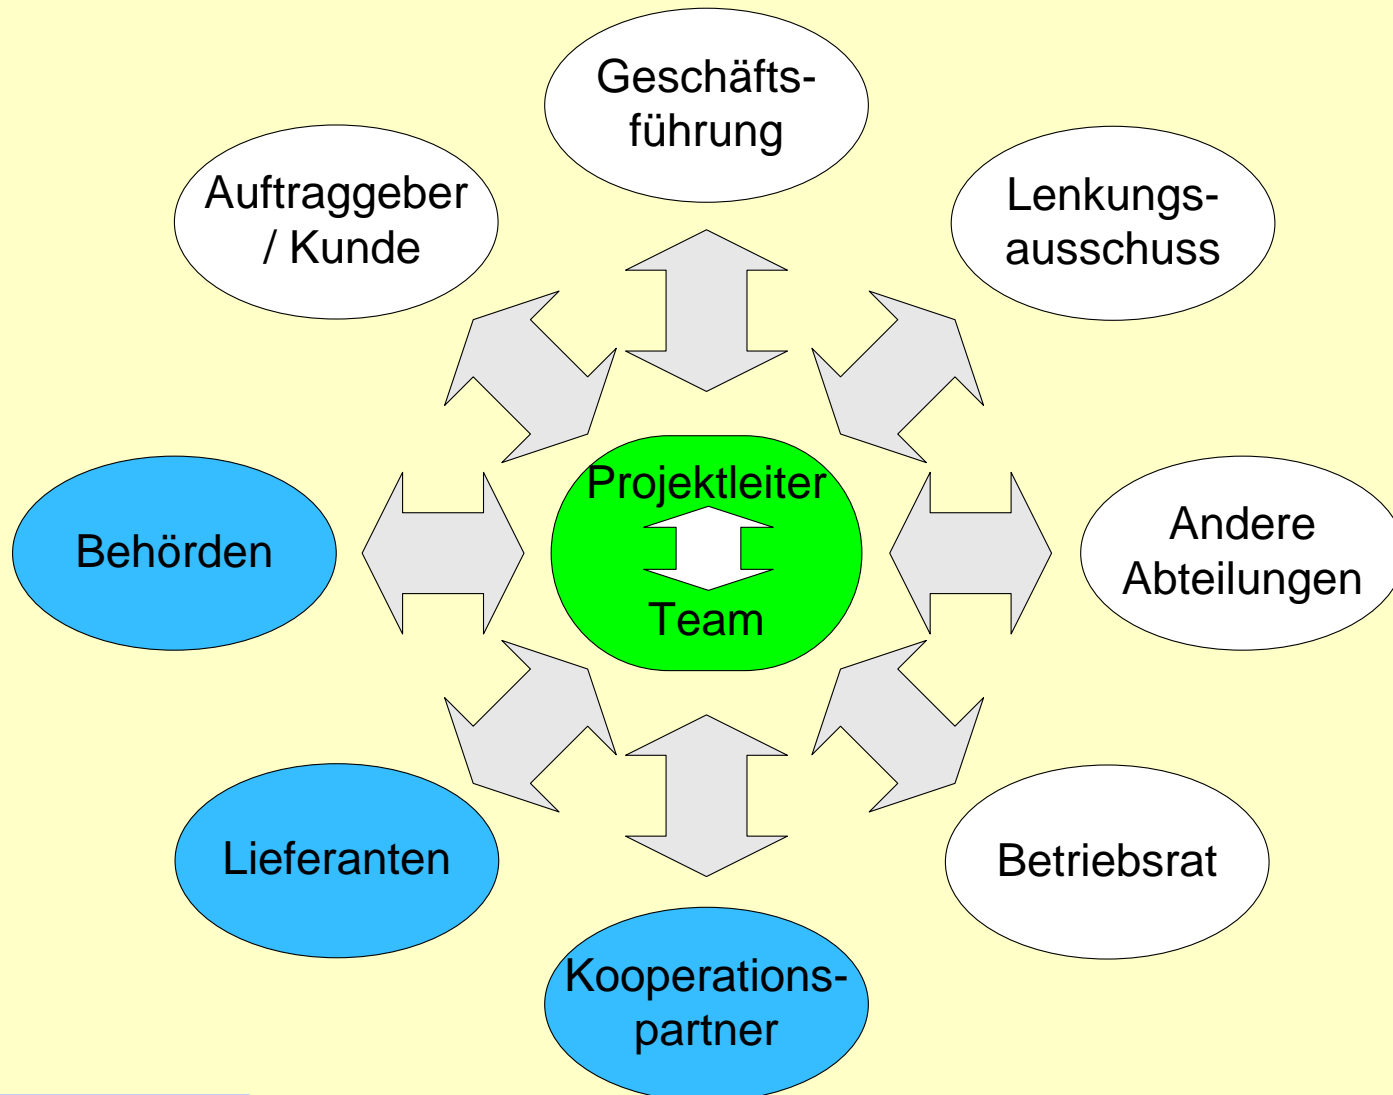 Geschäfts-
führung
Auftraggeber
/ Kunde
Lenkungs-
ausschuss
Projektleiter
Team
Behörden
Andere
Abteilungen
Lieferanten
Betriebsrat
Kooperations-
partner